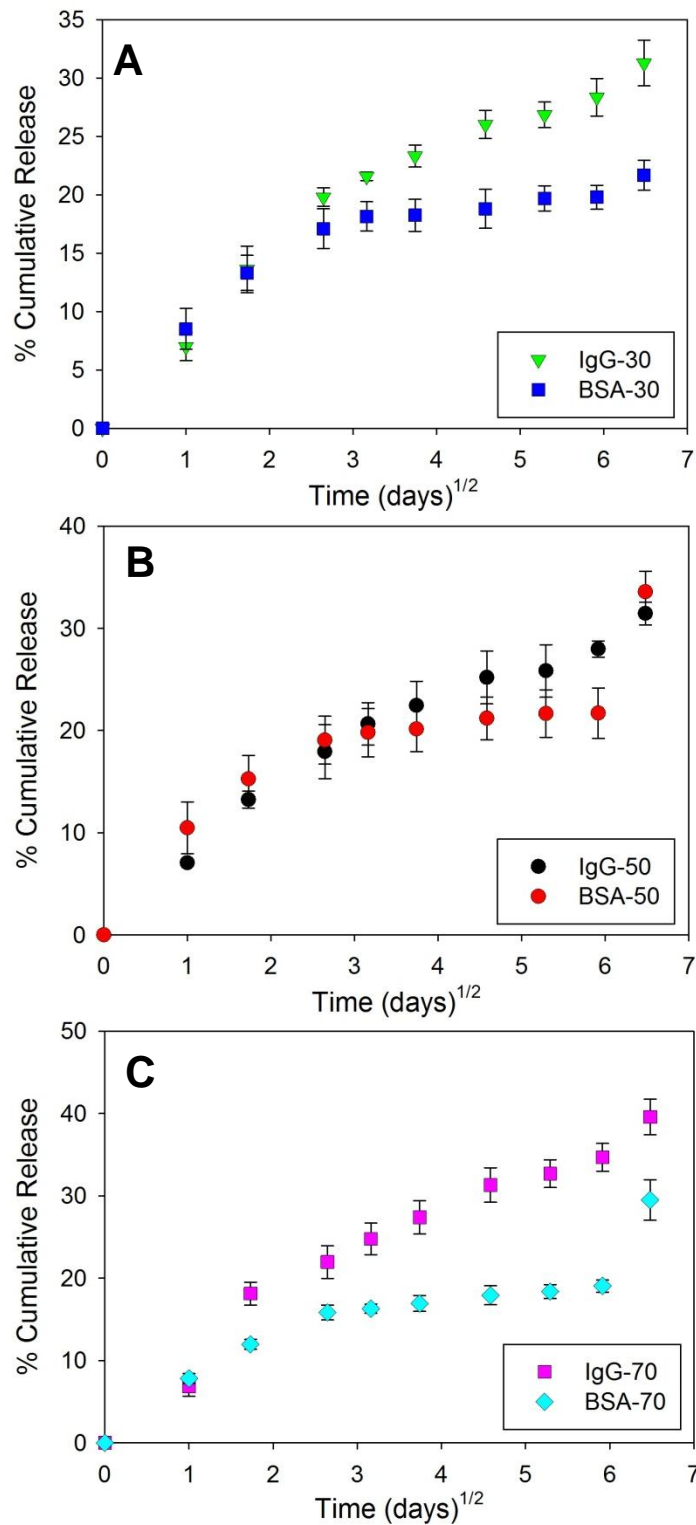 A
35
30
25
20
15
10
5
0
% Cumulative Release
IgG-30
BSA-30
0 1 2 3 4 5 6 7
Time (days)^1/2
B
40
30
20
10
0
% Cumulative Release
IgG-50
BSA-50
0 1 2 3 4 5 6 7
Time (days)^1/2
C
50
40
30
20
10
0
% Cumulative Release
IgG-70
BSA-70
0 1 2 3 4 5 6 7
Time (days)^1/2